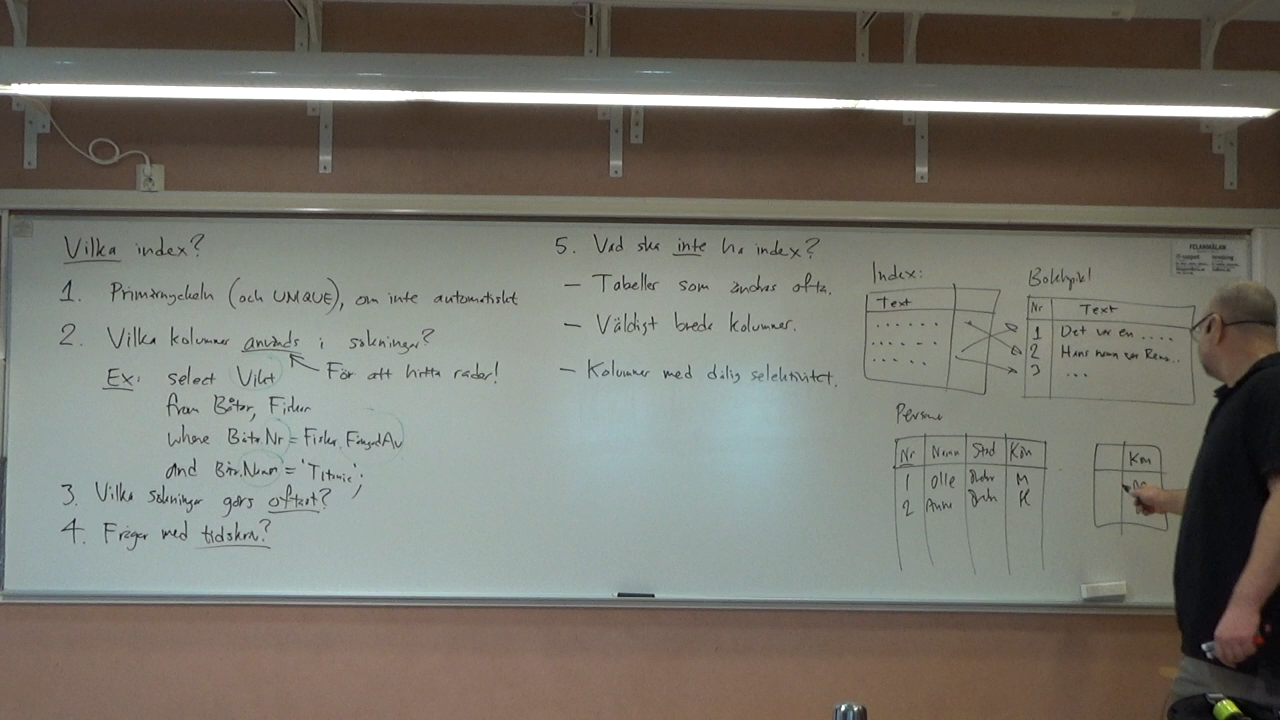 Vilka index?
1. Primärnyckeln (och UNIQUE), om inte automatiskt
2. Vilka kolumner används i sökningar?
För att hitta rader!
Ex: select Vikt
from Båtar, Fiskar
where Båtar.Nr = Fiskar.FångadAv
and Båtar.Namn = 'Titanic';
3. Vilka sökningar görs oftast?
4. Frågor med tidskrav?
5. Vad ska inte ha index?
– Tabeller som ändras ofta.
– Väldigt breda kolumner.
– Kolumner med dålig selektivitet.
Index:
Text
. . . . . .
. . . . . .
. . . . . .
Nr Text
1 Det var en ....
2 Hans namn var ..
3 ...
Nr Namn Stad Kön
1 Olle M
2 Anna K
Kön
FELANMÄLAN